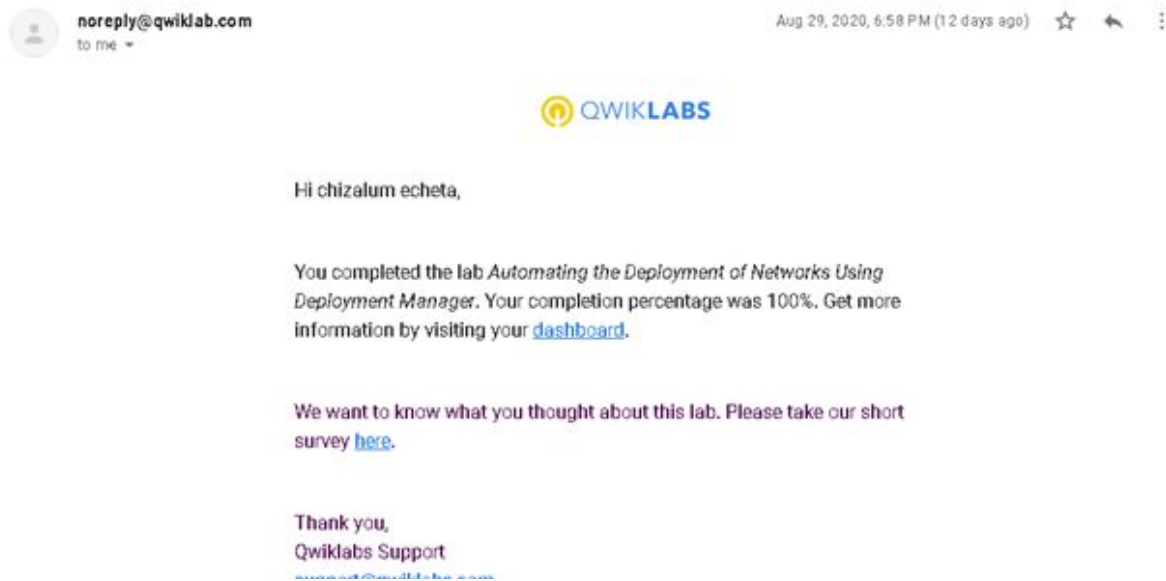 noreply@qwiklab.com
Aug 29, 2020, 6:58 PM (12 days ago)
to me
QWIKLABS
Hi chizalum echeta,
You completed the lab Automating the Deployment of Networks Using
Deployment Manager. Your completion percentage was 100%. Get more
information by visiting your dashboard.
We want to know what you thought about this lab. Please take our short
survey here.
Thank you,
Qwiklabs Support
support@qwiklabs.com